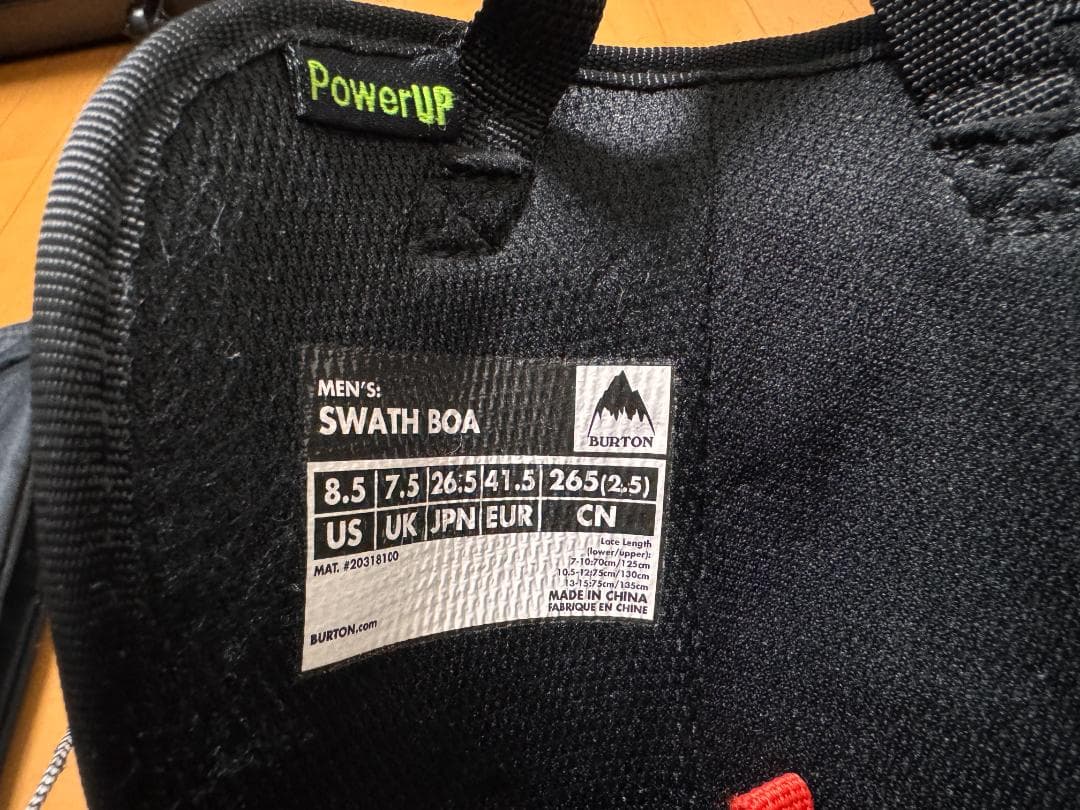 PowerUP
MEN'S:
SWATH BOA
BURTON
8.5 7.5 26.5 41.5 265(2.5)
US UK JPN EUR CN
MAT. #20318100
Lace Length
(lower/upper):
7-10:70cm/125cm
10.5-12:75cm/130cm
13-15:75cm/135cm
MADE IN CHINA
FABRIQUE EN CHINE
BURTON.com